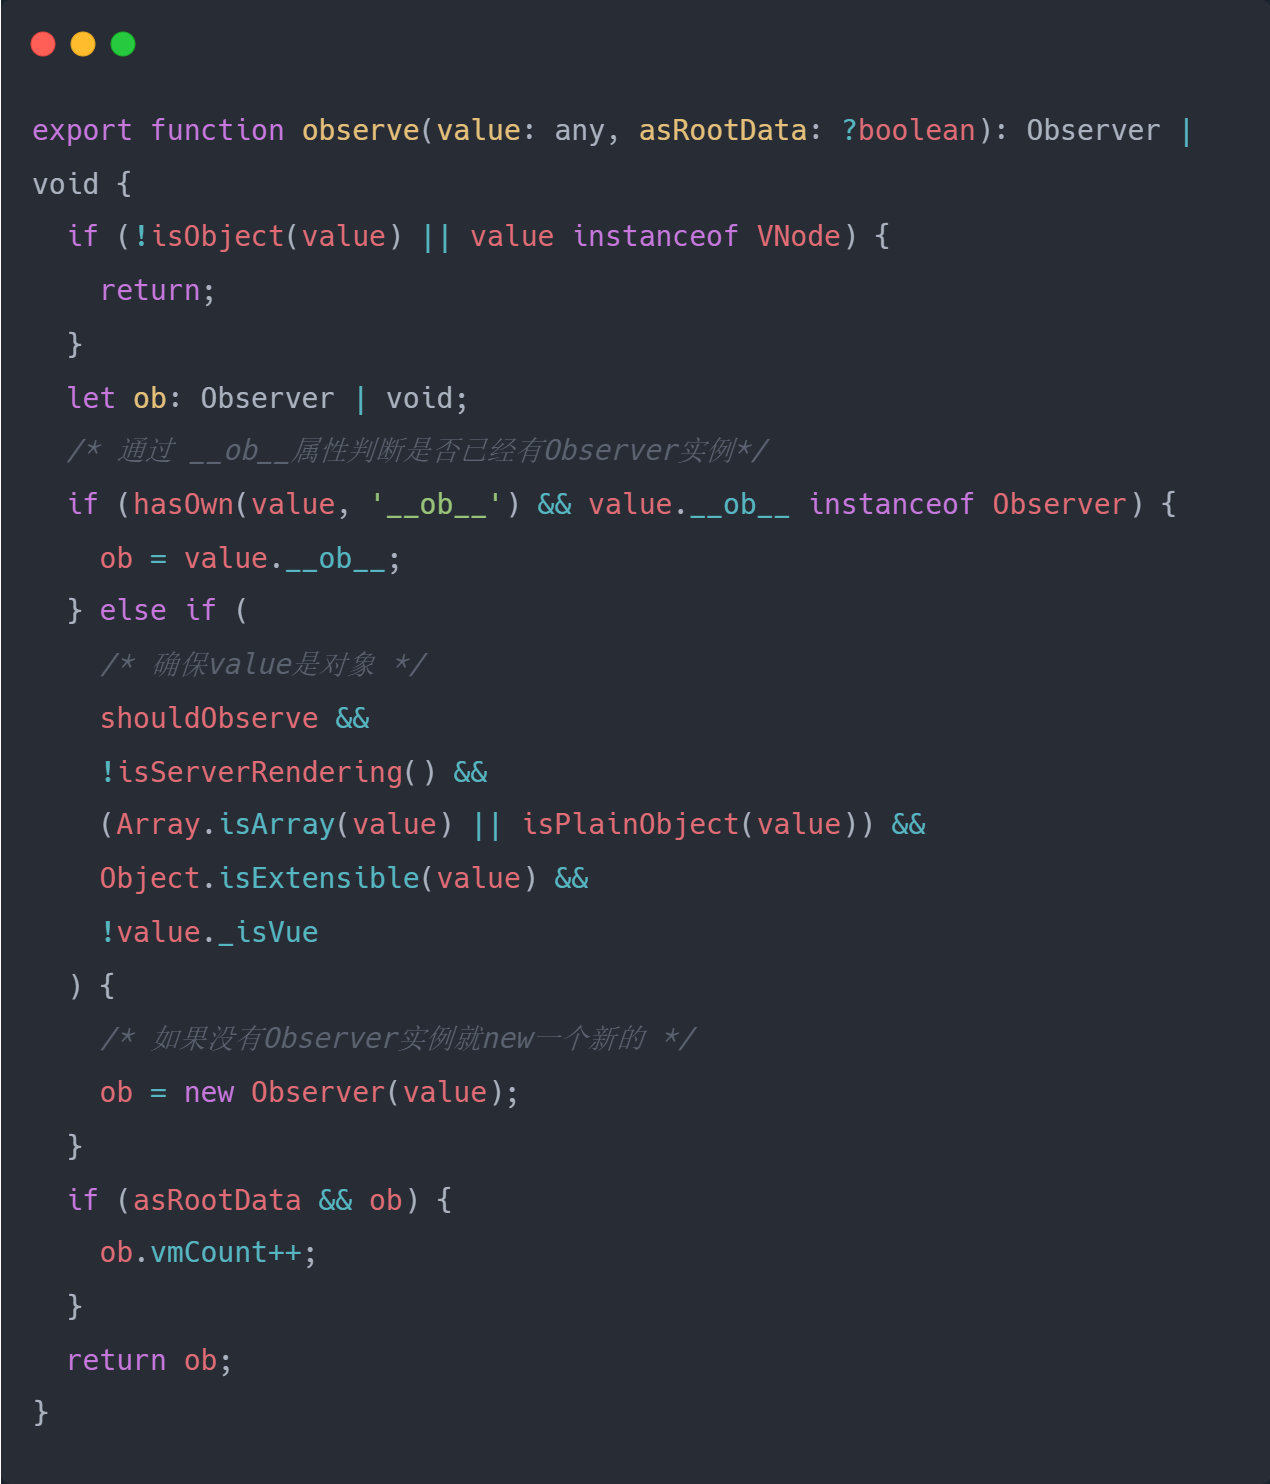 export function observe(value: any, asRootData: ?boolean): Observer |
void {
  if (!isObject(value) || value instanceof VNode) {
    return;
  }
  let ob: Observer | void;
  /* 通过 __ob__属性判断是否已经有Observer实例*/
  if (hasOwn(value, '__ob__') && value.__ob__ instanceof Observer) {
    ob = value.__ob__;
  } else if (
    /* 确保value是对象 */
    shouldObserve &&
    !isServerRendering() &&
    (Array.isArray(value) || isPlainObject(value)) &&
    Object.isExtensible(value) &&
    !value._isVue
  ) {
    /* 如果没有Observer实例就new一个新的 */
    ob = new Observer(value);
  }
  if (asRootData && ob) {
    ob.vmCount++;
  }
  return ob;
}